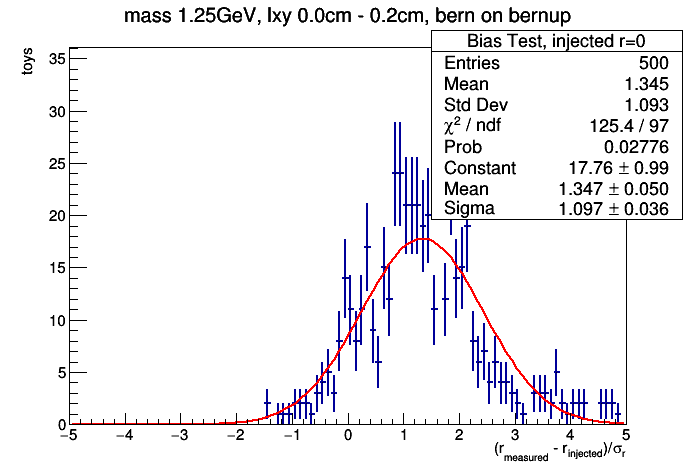 mass 1.25GeV, lxy 0.0cm - 0.2cm, bern on bernup
Bias Test, injected r=0
Entries 500
Mean 1.345
Std Dev 1.093
χ² / ndf 125.4 / 97
Prob 0.02776
Constant 17.76 ± 0.99
Mean 1.347 ± 0.050
Sigma 1.097 ± 0.036
toys
35
30
25
20
15
10
5
0
−5 −4 −3 −2 −1 0 1 2 3 4 5
(r_measured - r_injected)/σ_r